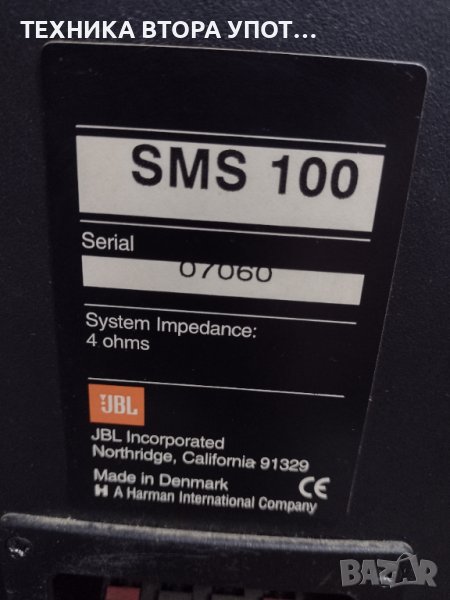 ТЕХНИКА ВТОРА УПОТ...
SMS 100
Serial
07060
System Impedance:
4 ohms
JBL
JBL Incorporated
Northridge, California 91329
Made in Denmark
CE
H A Harman International Company
BAZAR